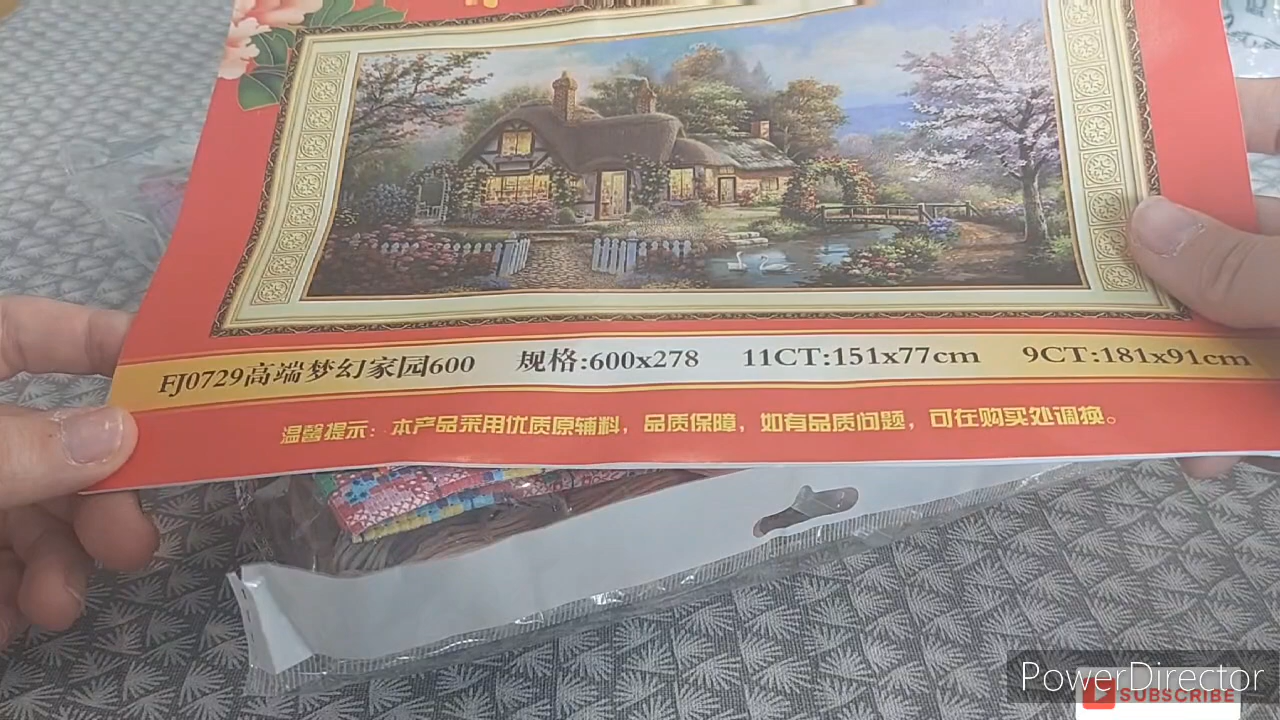 FJ0729高端梦幻家园600 规格:600x278 11CT:151x77cm 9CT:181x91cm
温馨提示：本产品采用优质原辅料，品质保障，如有品质问题，可在购买处调换。
PowerDirector
SUBSCRIBE